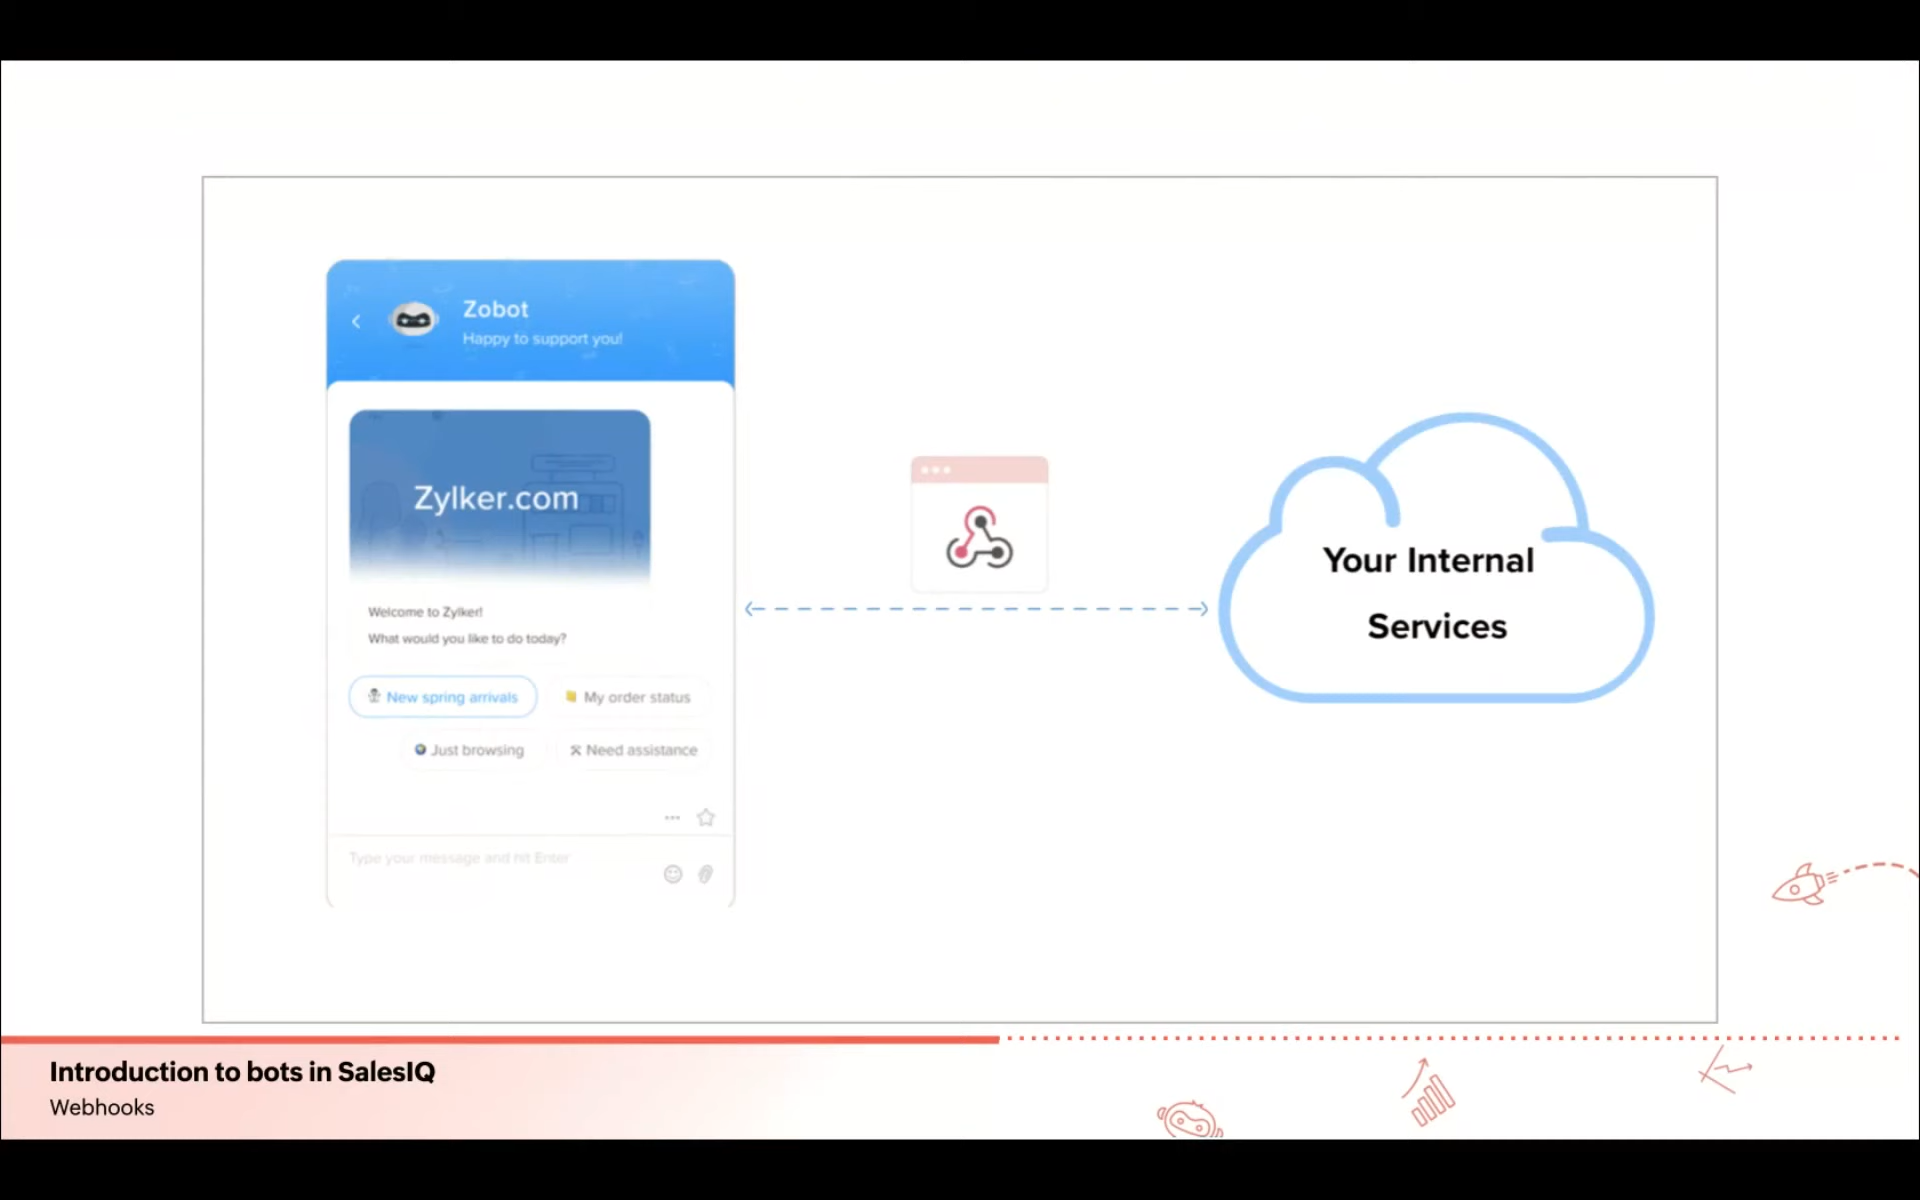 Zobot
Happy to support you!
Zylker.com
Welcome to Zylker!
What would you like to do today?
New spring arrivals
My order status
Just browsing
Need assistance
Type your message and hit Enter
Your Internal
Services
Introduction to bots in SalesIQ
Webhooks